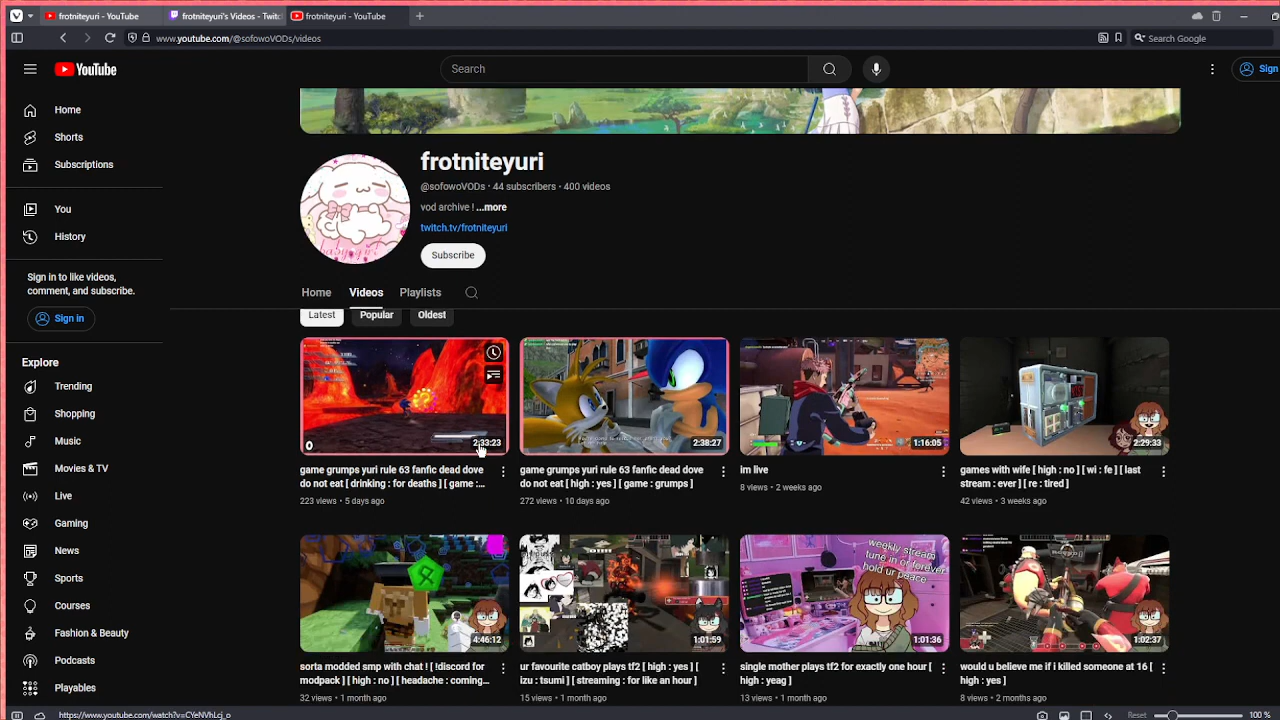 frotniteyuri - YouTube
frotniteyuri's Videos - Twitc
frotniteyuri - YouTube
www.youtube.com/@sofowoVODs/videos
Search Google
YouTube
Search
Sign
Home
Shorts
Subscriptions
You
History
Sign in to like videos,
comment, and subscribe.
Sign in
Explore
Trending
Shopping
Music
Movies & TV
Live
Gaming
News
Sports
Courses
Fashion & Beauty
Podcasts
Playables
frotniteyuri
@sofowoVODs · 44 subscribers · 400 videos
vod archive ! ...more
twitch.tv/frotniteyuri
Subscribe
Home Videos Playlists
Latest Popular Oldest
2:33:23
game grumps yuri rule 63 fanfic dead dove
do not eat [ drinking : for deaths ] [ game :...
223 views • 5 days ago
2:38:27
game grumps yuri rule 63 fanfic dead dove
do not eat [ high : yes ] [ game : grumps ]
272 views • 10 days ago
1:16:05
im live
8 views • 2 weeks ago
2:29:33
games with wife [ high : no ] [ wi : fe ] [ last
stream : ever ] [ re : tired ]
42 views • 3 weeks ago
4:46:12
sorta modded smp with chat ! [ !discord for
modpack ] [ high : no ] [ headache : coming...
32 views • 1 month ago
1:01:59
ur favourite catboy plays tf2 [ high : yes ] [
izu : tsumi ] [ streaming : for like an hour ]
15 views • 1 month ago
weekly stream
tune in or forever
hold ur peace
1:01:36
single mother plays tf2 for exactly one hour [
high : yeag ]
13 views • 1 month ago
1:02:37
would u believe me if i killed someone at 16 [
high : yes ]
8 views • 2 months ago
https://www.youtube.com/watch?v=CYeNVhLcj_o
Reset
100 %